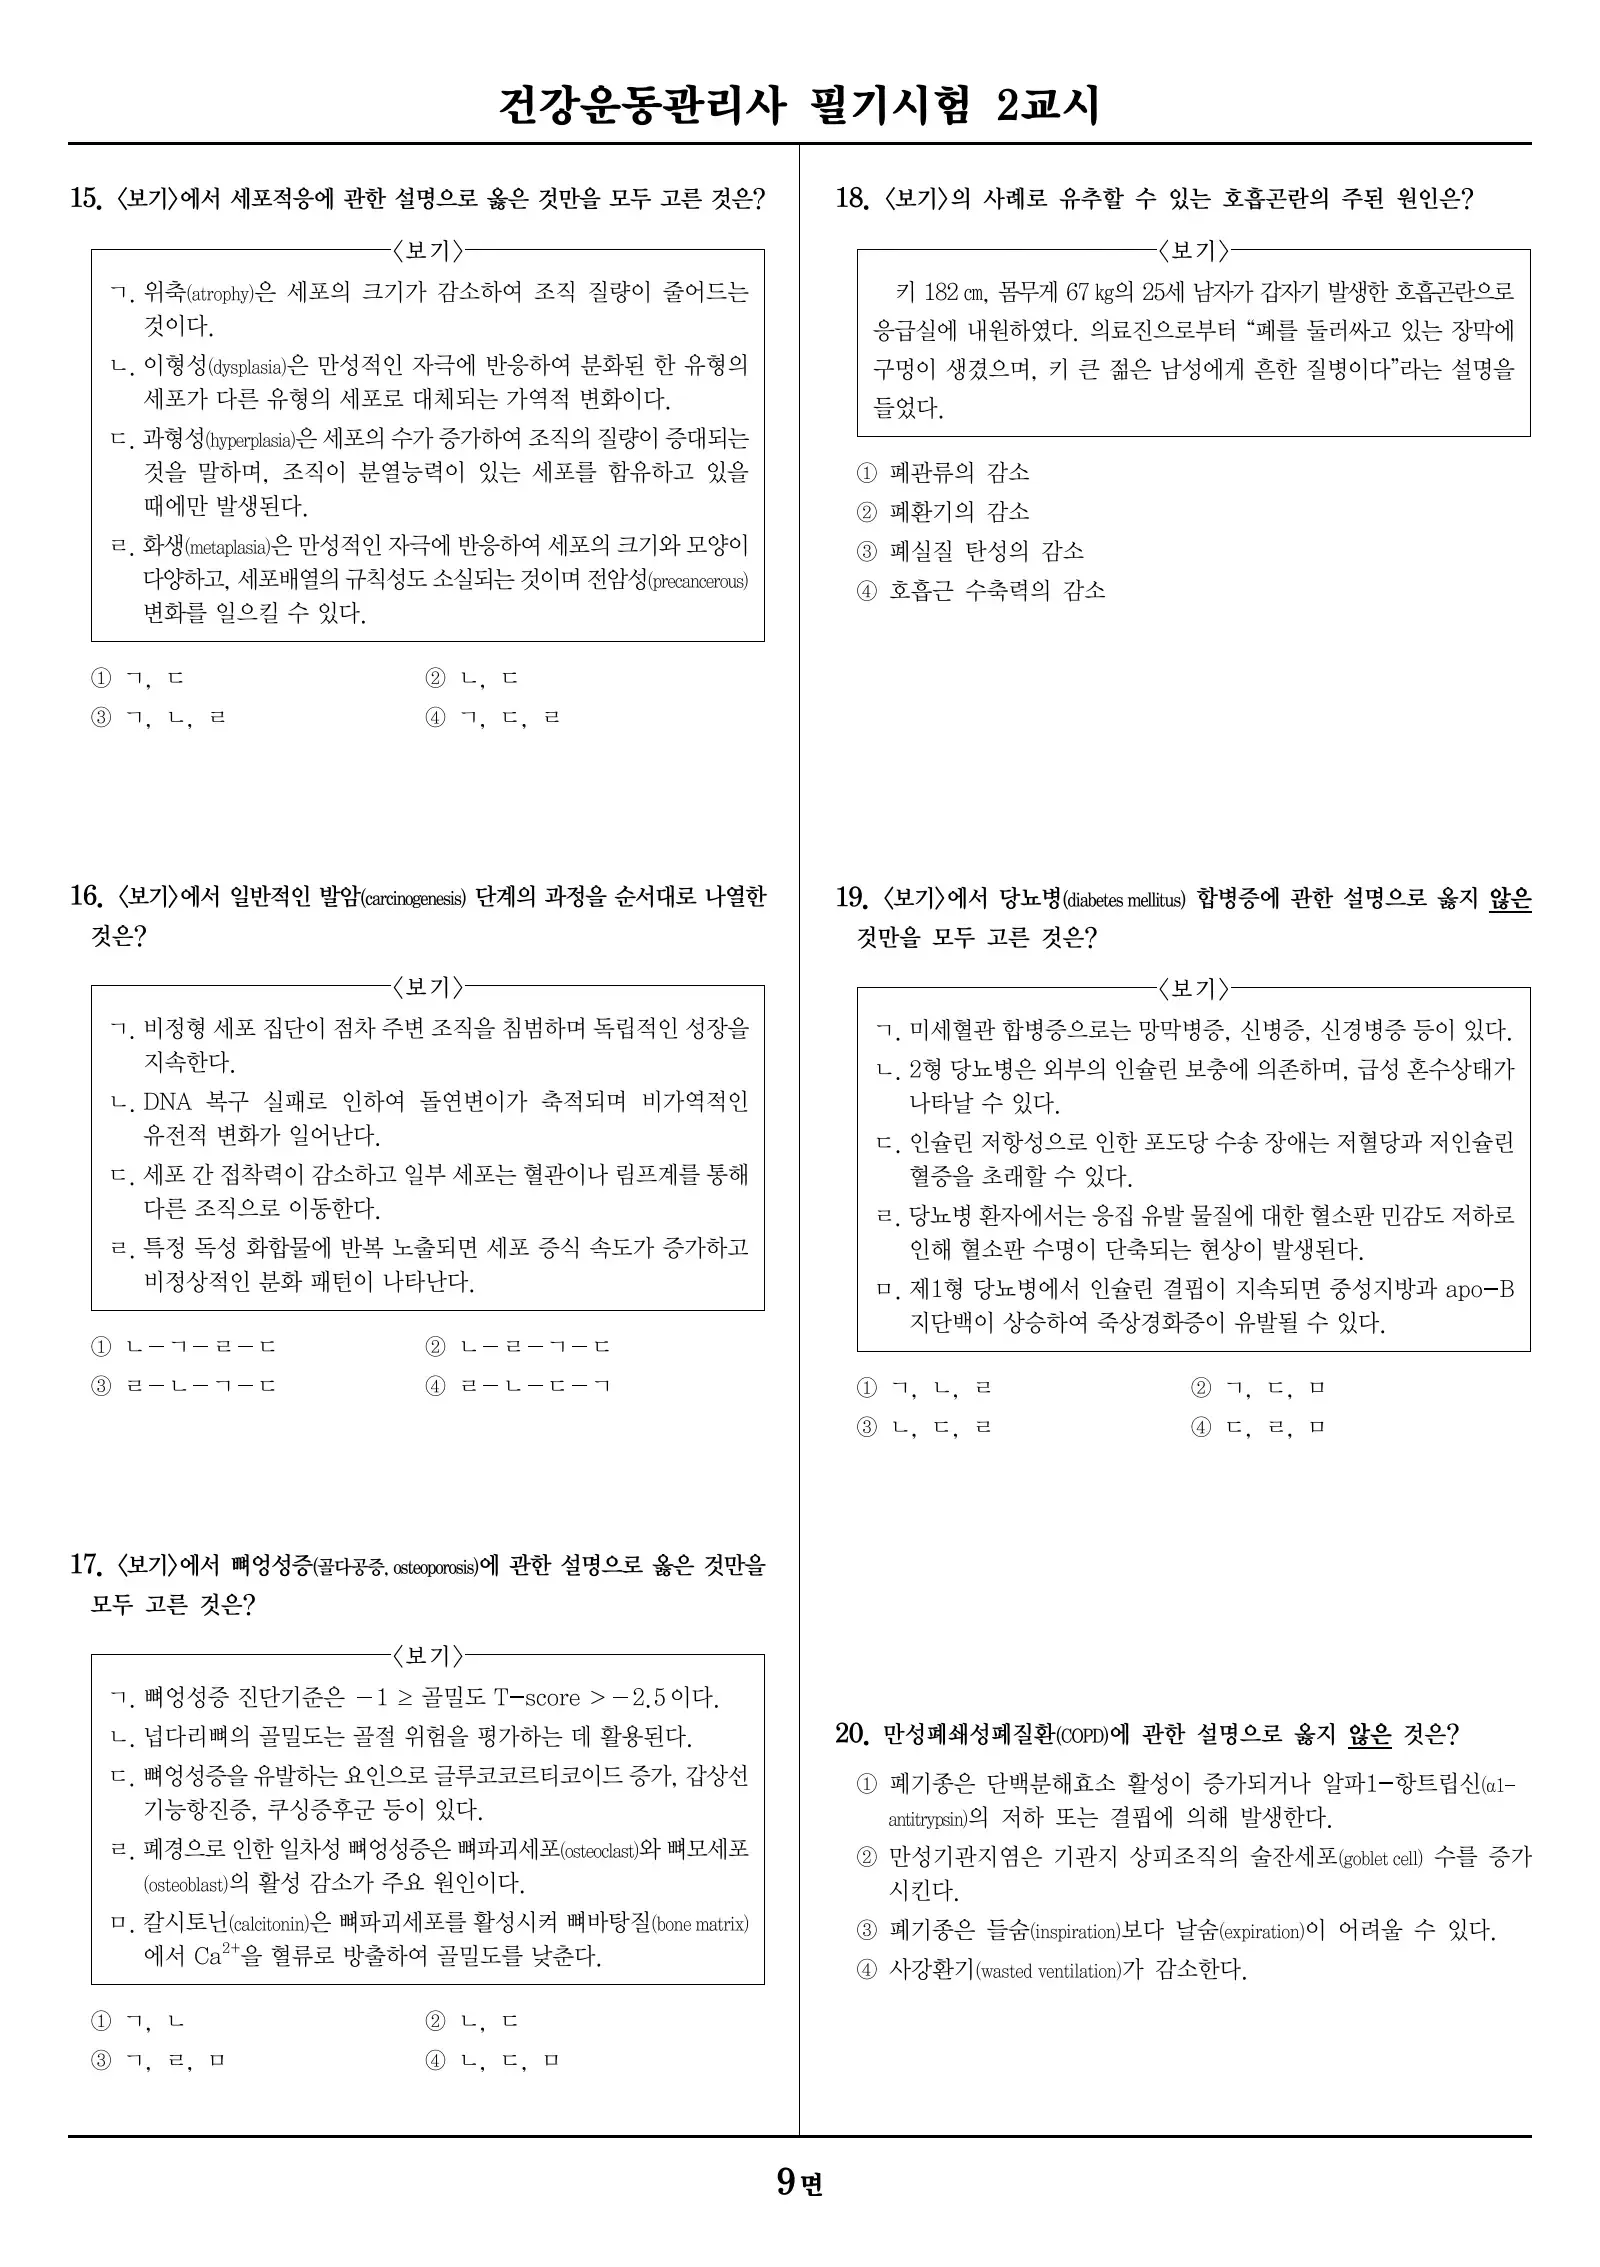 건강운동관리사 필기시험 2교시
15. 〈보기〉에서 세포적응에 관한 설명으로 옳은 것만을 모두 고른 것은?
〈보기〉
ㄱ. 위축(atrophy)은 세포의 크기가 감소하여 조직 질량이 줄어드는
것이다.
ㄴ. 이형성(dysplasia)은 만성적인 자극에 반응하여 분화된 한 유형의
세포가 다른 유형의 세포로 대체되는 가역적 변화이다.
ㄷ. 과형성(hyperplasia)은 세포의 수가 증가하여 조직의 질량이 증대되는
것을 말하며, 조직이 분열능력이 있는 세포를 함유하고 있을
때에만 발생된다.
ㄹ. 화생(metaplasia)은 만성적인 자극에 반응하여 세포의 크기와 모양이
다양하고, 세포배열의 규칙성도 소실되는 것이며 전암성(precancerous)
변화를 일으킬 수 있다.
① ㄱ, ㄷ ② ㄴ, ㄷ
③ ㄱ, ㄴ, ㄹ ④ ㄱ, ㄷ, ㄹ
16. 〈보기〉에서 일반적인 발암(carcinogenesis) 단계의 과정을 순서대로 나열한
것은?
〈보기〉
ㄱ. 비정형 세포 집단이 점차 주변 조직을 침범하며 독립적인 성장을
지속한다.
ㄴ. DNA 복구 실패로 인하여 돌연변이가 축적되며 비가역적인
유전적 변화가 일어난다.
ㄷ. 세포 간 접착력이 감소하고 일부 세포는 혈관이나 림프계를 통해
다른 조직으로 이동한다.
ㄹ. 특정 독성 화합물에 반복 노출되면 세포 증식 속도가 증가하고
비정상적인 분화 패턴이 나타난다.
① ㄴ－ㄱ－ㄹ－ㄷ ② ㄴ－ㄹ－ㄱ－ㄷ
③ ㄹ－ㄴ－ㄱ－ㄷ ④ ㄹ－ㄴ－ㄷ－ㄱ
17. 〈보기〉에서 뼈엉성증(골다공증, osteoporosis)에 관한 설명으로 옳은 것만을
모두 고른 것은?
〈보기〉
ㄱ. 뼈엉성증 진단기준은 －1 ≥ 골밀도 T-score ＞－2.5이다.
ㄴ. 넙다리뼈의 골밀도는 골절 위험을 평가하는 데 활용된다.
ㄷ. 뼈엉성증을 유발하는 요인으로 글루코코르티코이드 증가, 갑상선
기능항진증, 쿠싱증후군 등이 있다.
ㄹ. 폐경으로 인한 일차성 뼈엉성증은 뼈파괴세포(osteoclast)와 뼈모세포
(osteoblast)의 활성 감소가 주요 원인이다.
ㅁ. 칼시토닌(calcitonin)은 뼈파괴세포를 활성시켜 뼈바탕질(bone matrix)
에서 Ca²⁺을 혈류로 방출하여 골밀도를 낮춘다.
① ㄱ, ㄴ ② ㄴ, ㄷ
③ ㄱ, ㄹ, ㅁ ④ ㄴ, ㄷ, ㅁ
18. 〈보기〉의 사례로 유추할 수 있는 호흡곤란의 주된 원인은?
〈보기〉
키 182㎝, 몸무게 67㎏의 25세 남자가 갑자기 발생한 호흡곤란으로
응급실에 내원하였다. 의료진으로부터 “폐를 둘러싸고 있는 장막에
구멍이 생겼으며, 키 큰 젊은 남성에게 흔한 질병이다”라는 설명을
들었다.
① 폐관류의 감소
② 폐환기의 감소
③ 폐실질 탄성의 감소
④ 호흡근 수축력의 감소
19. 〈보기〉에서 당뇨병(diabetes mellitus) 합병증에 관한 설명으로 옳지 않은
것만을 모두 고른 것은?
〈보기〉
ㄱ. 미세혈관 합병증으로는 망막병증, 신병증, 신경병증 등이 있다.
ㄴ. 2형 당뇨병은 외부의 인슐린 보충에 의존하며, 급성 혼수상태가
나타날 수 있다.
ㄷ. 인슐린 저항성으로 인한 포도당 수송 장애는 저혈당과 저인슐린
혈증을 초래할 수 있다.
ㄹ. 당뇨병 환자에서는 응집 유발 물질에 대한 혈소판 민감도 저하로
인해 혈소판 수명이 단축되는 현상이 발생된다.
ㅁ. 제1형 당뇨병에서 인슐린 결핍이 지속되면 중성지방과 apo-B
지단백이 상승하여 죽상경화증이 유발될 수 있다.
① ㄱ, ㄴ, ㄹ ② ㄱ, ㄷ, ㅁ
③ ㄴ, ㄷ, ㄹ ④ ㄷ, ㄹ, ㅁ
20. 만성폐쇄성폐질환(COPD)에 관한 설명으로 옳지 않은 것은?
① 폐기종은 단백분해효소 활성이 증가되거나 알파1-항트립신(α1-
antitrypsin)의 저하 또는 결핍에 의해 발생한다.
② 만성기관지염은 기관지 상피조직의 술잔세포(goblet cell) 수를 증가
시킨다.
③ 폐기종은 들숨(inspiration)보다 날숨(expiration)이 어려울 수 있다.
④ 사강환기(wasted ventilation)가 감소한다.
9면